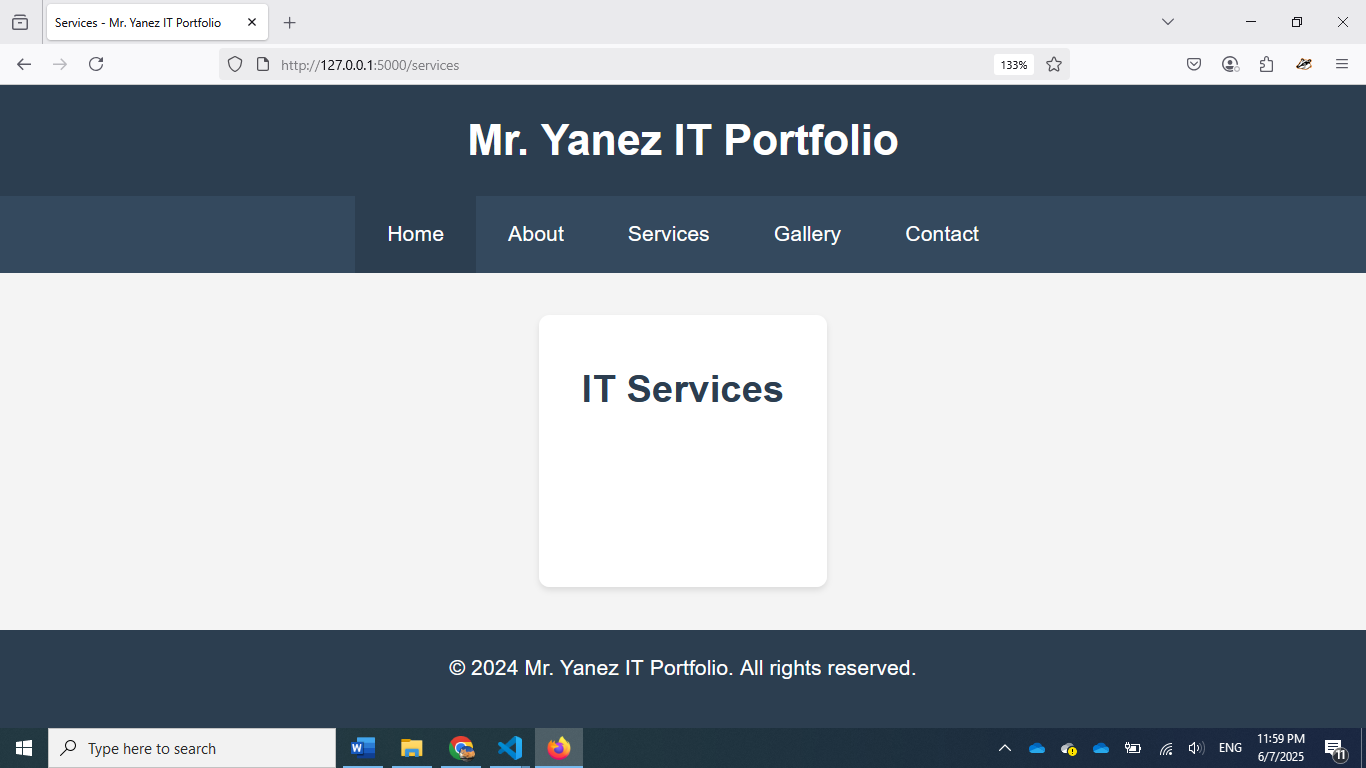 Services - Mr. Yanez IT Portfolio
http://127.0.0.1:5000/services
133%
Mr. Yanez IT Portfolio
Home About Services Gallery Contact
IT Services
© 2024 Mr. Yanez IT Portfolio. All rights reserved.
Type here to search
ENG
11:59 PM
6/7/2025
11